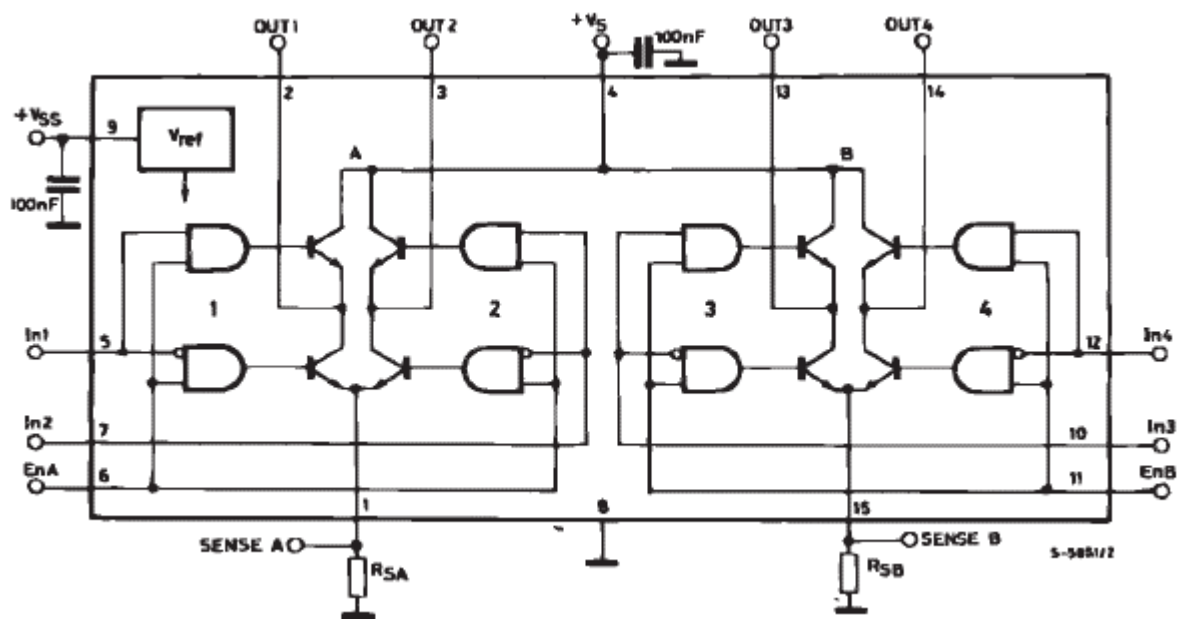 OUT1
OUT2
+VS
100nF
OUT3
OUT4
2
3
4
13
14
+VSS
9
Vref
A
B
100nF
1
2
3
4
In1
5
12
In4
In2
7
10
In3
EnA
6
11
EnB
1
8
15
SENSE A
SENSE B
S-5851/2
RSA
RSB